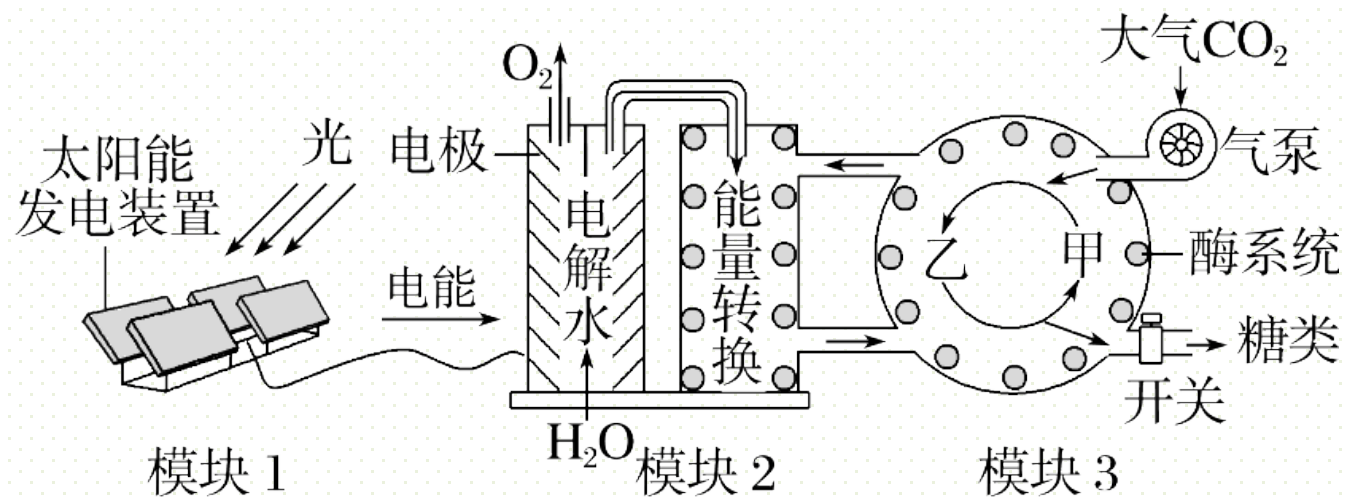 大气CO₂
O₂
太阳能
发电装置
光
电极
气泵
电解水
能量转换
乙
甲
酶系统
电能
糖类
开关
H₂O
模块 1
模块 2
模块 3